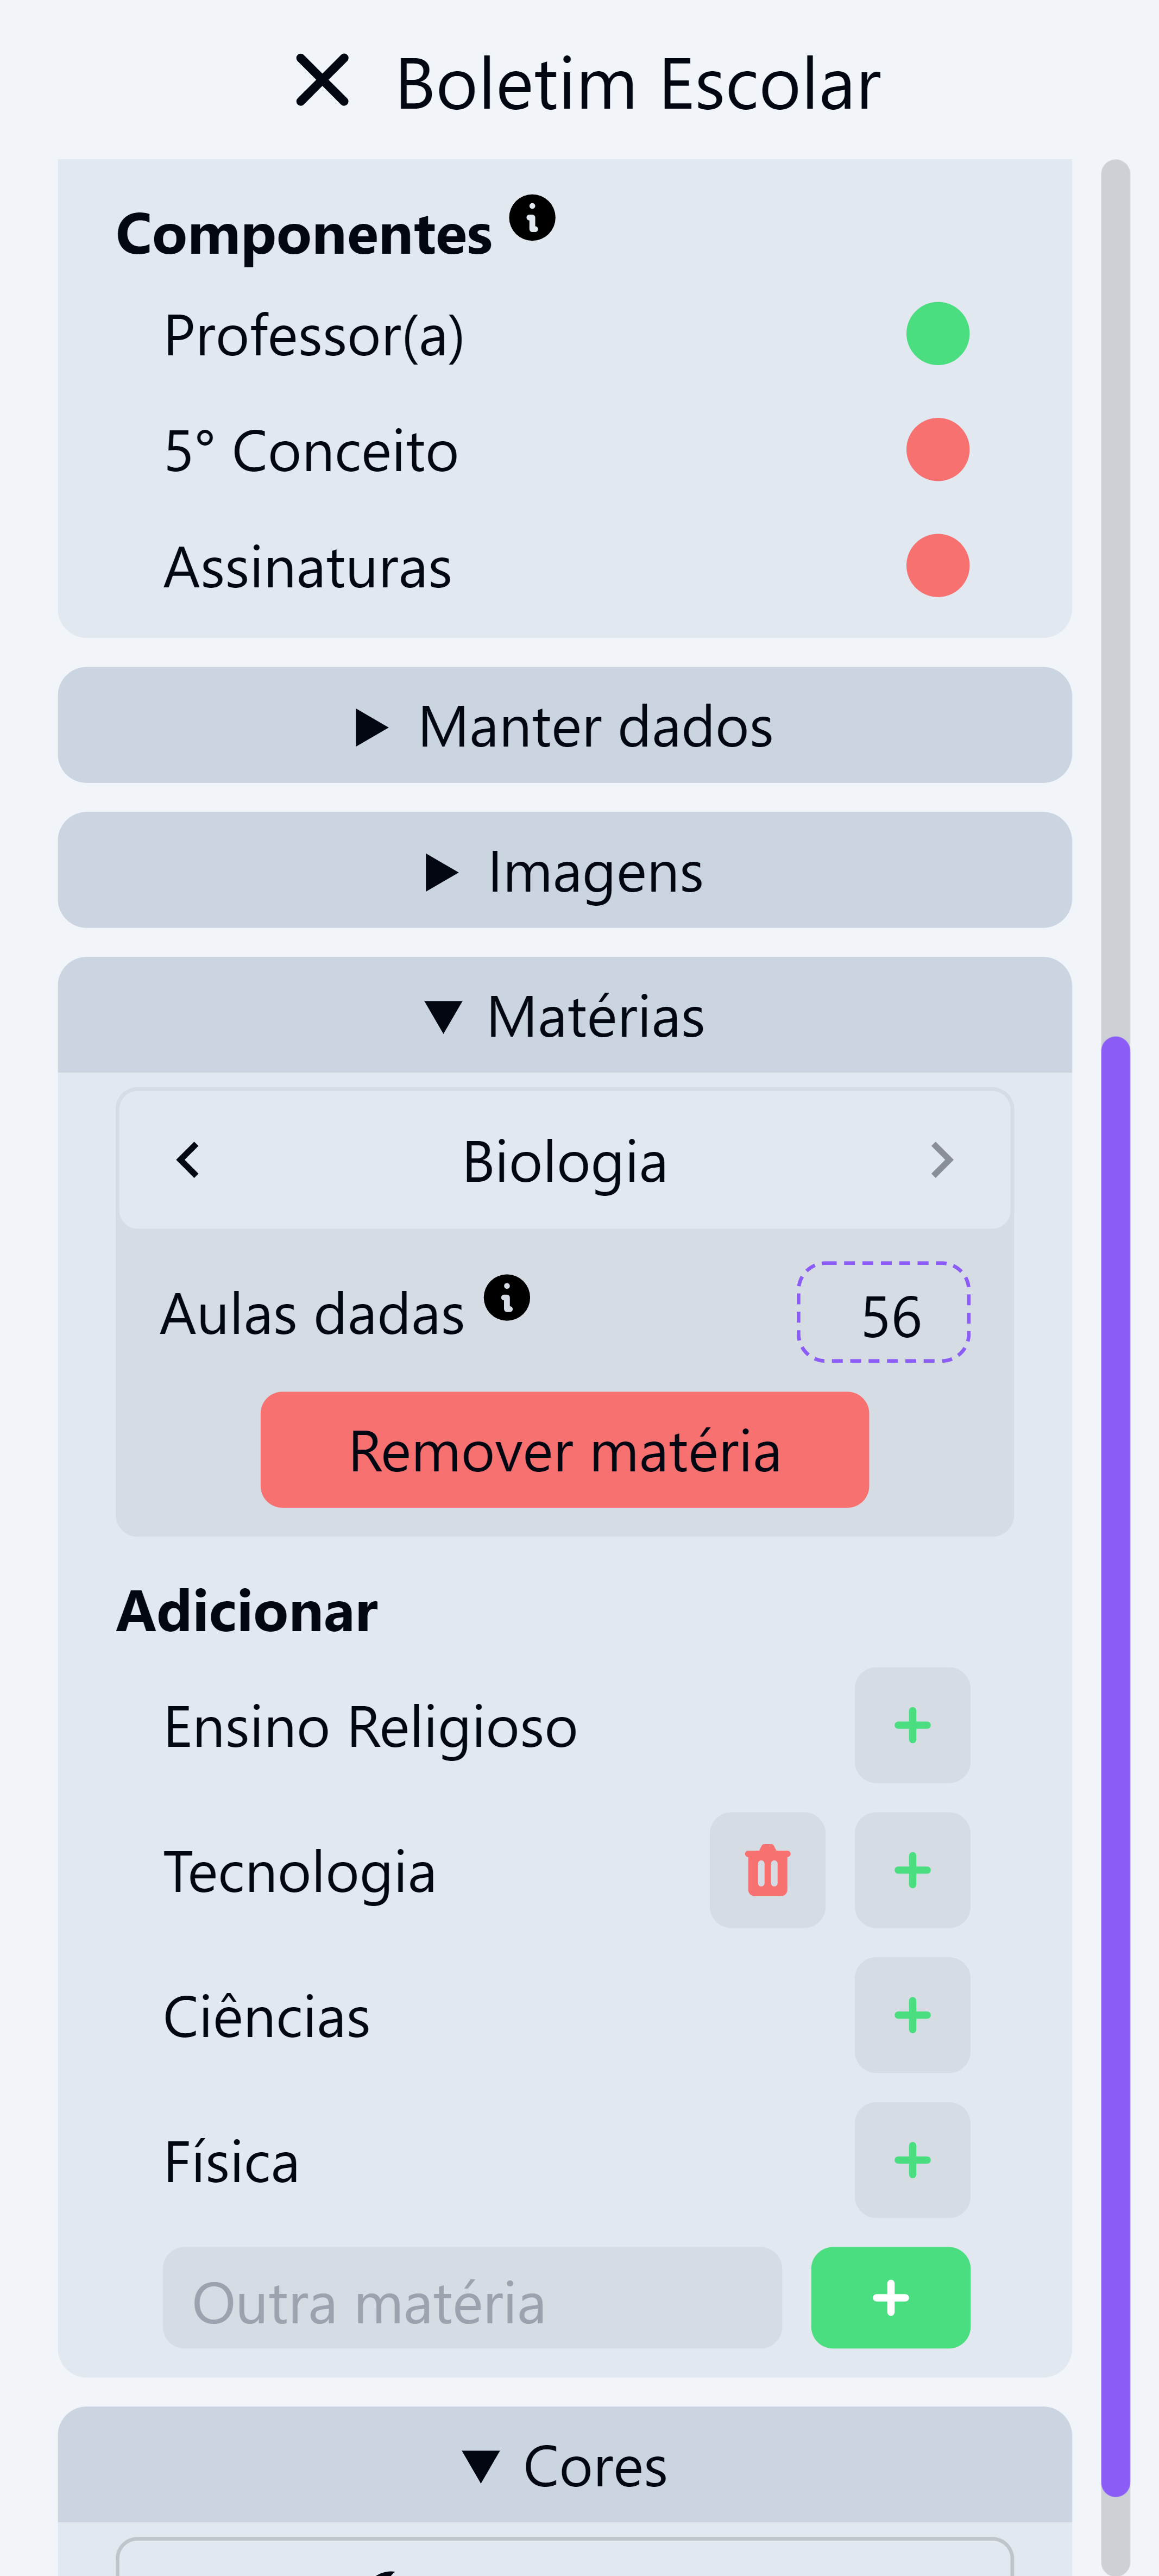 Boletim Escolar
Componentes
Professor(a)
5° Conceito
Assinaturas
Manter dados
Imagens
Matérias
Biologia
Aulas dadas
56
Remover matéria
Adicionar
Ensino Religioso
Tecnologia
Ciências
Física
Outra matéria
Cores